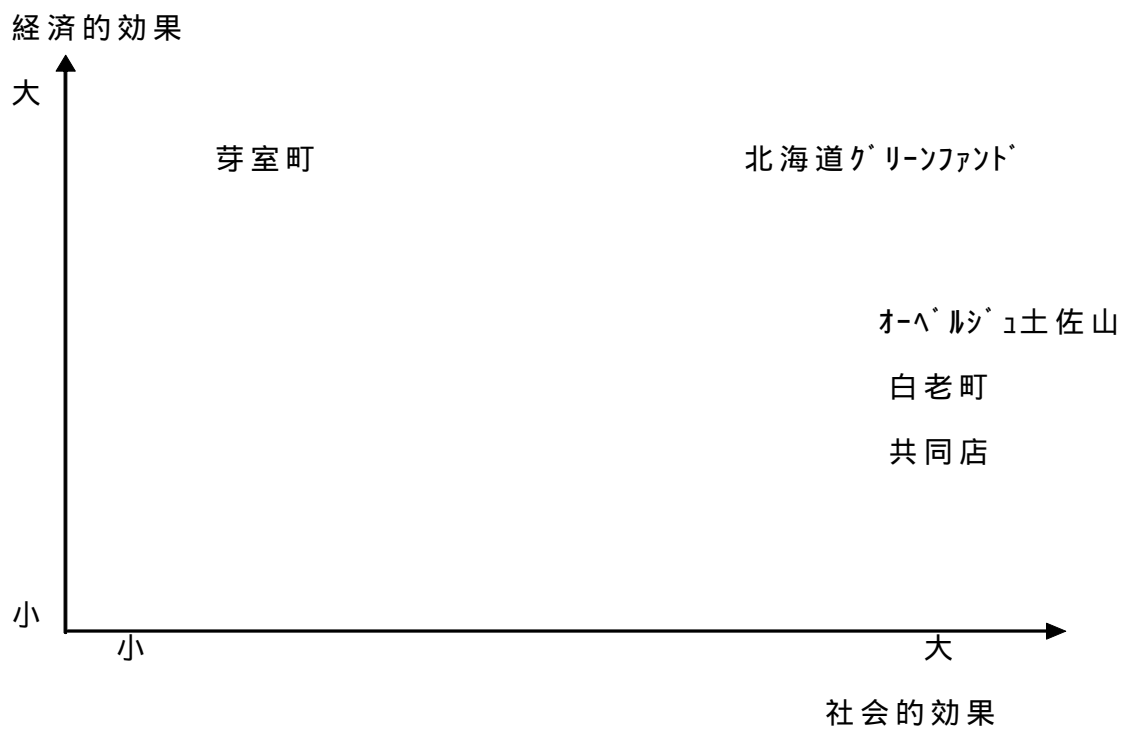 経済的効果
大
芽室町
北海道ｸﾞﾘｰﾝﾌｧﾝﾄﾞ
ｵｰﾍﾞﾙｼﾞｭ土佐山
白老町
共同店
小
小
大
社会的効果